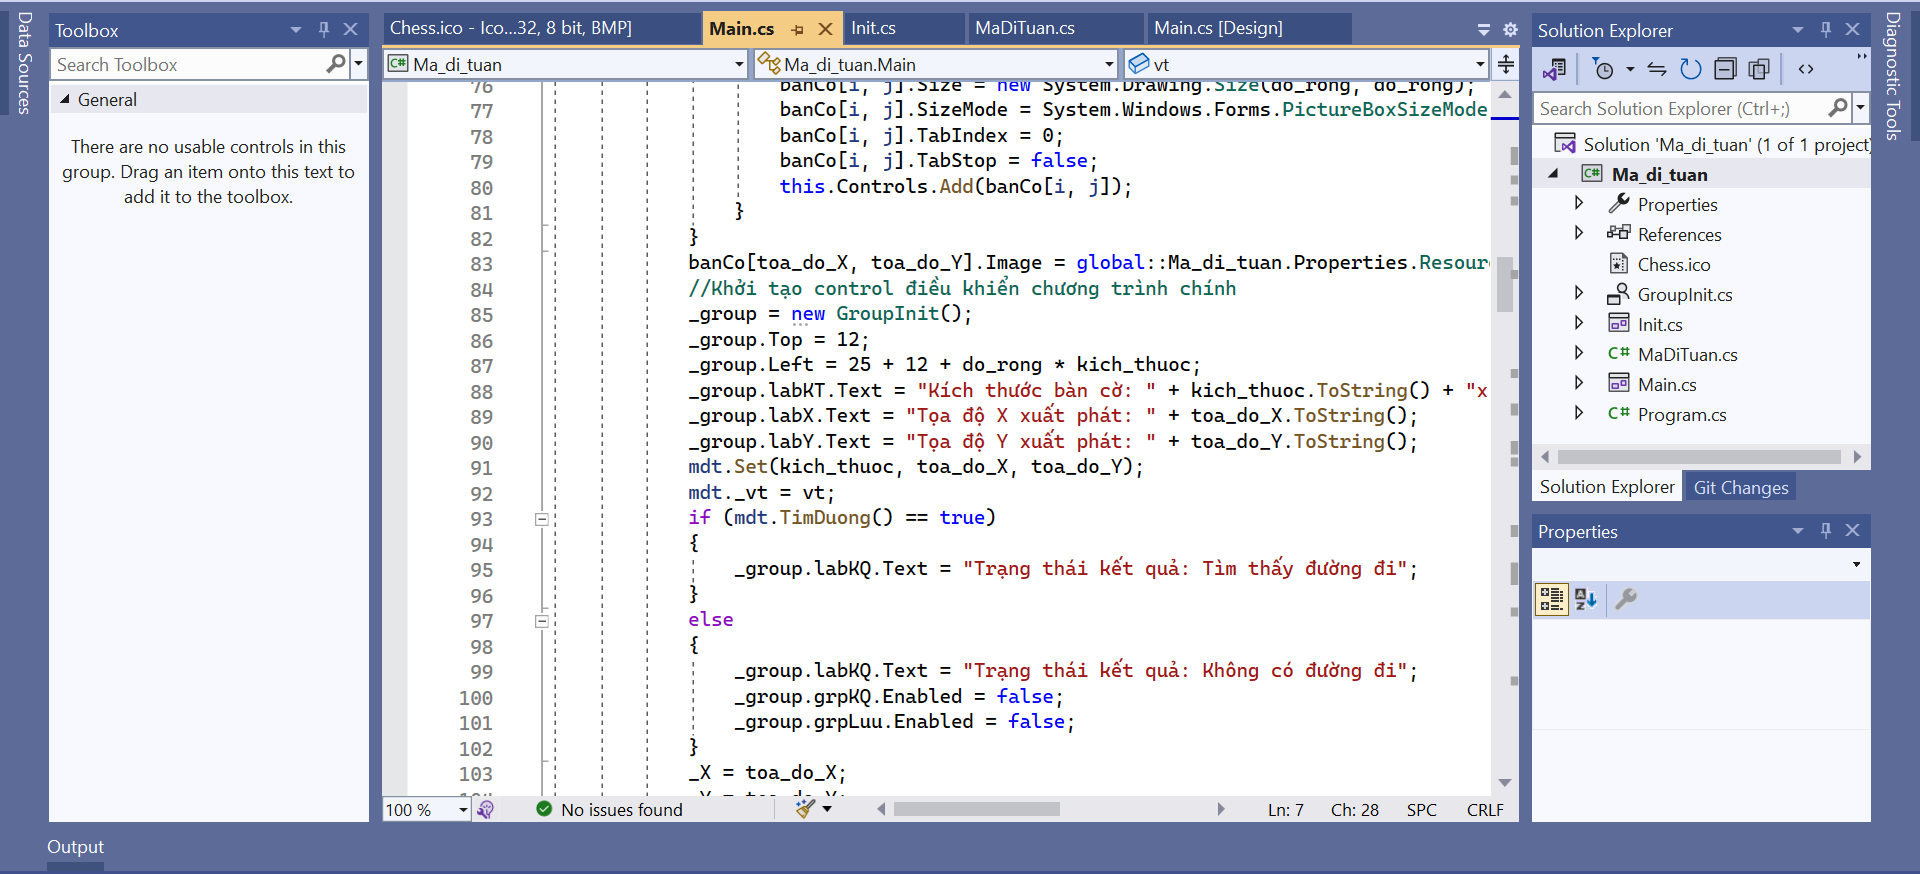 Data Sources
Toolbox
Search Toolbox
General
There are no usable controls in this
group. Drag an item onto this text to
add it to the toolbox.
Chess.ico - Ico...32, 8 bit, BMP]
Main.cs
Init.cs
MaDiTuan.cs
Main.cs [Design]
Ma_di_tuan
Ma_di_tuan.Main
vt
76 banCo[i, j].Size = new System.Drawing.Size(do_rong, do_rong);
77 banCo[i, j].SizeMode = System.Windows.Forms.PictureBoxSizeMode
78 banCo[i, j].TabIndex = 0;
79 banCo[i, j].TabStop = false;
80 this.Controls.Add(banCo[i, j]);
81 }
82 }
83 banCo[toa_do_X, toa_do_Y].Image = global::Ma_di_tuan.Properties.Resour
84 //Khởi tạo control điều khiển chương trình chính
85 _group = new GroupInit();
86 _group.Top = 12;
87 _group.Left = 25 + 12 + do_rong * kich_thuoc;
88 _group.labKT.Text = "Kích thước bàn cờ: " + kich_thuoc.ToString() + "x
89 _group.labX.Text = "Tọa độ X xuất phát: " + toa_do_X.ToString();
90 _group.labY.Text = "Tọa độ Y xuất phát: " + toa_do_Y.ToString();
91 mdt.Set(kich_thuoc, toa_do_X, toa_do_Y);
92 mdt._vt = vt;
93 if (mdt.TimDuong() == true)
94 {
95 _group.labKQ.Text = "Trạng thái kết quả: Tìm thấy đường đi";
96 }
97 else
98 {
99 _group.labKQ.Text = "Trạng thái kết quả: Không có đường đi";
100 _group.grpKQ.Enabled = false;
101 _group.grpLuu.Enabled = false;
102 }
103 _X = toa_do_X;
104 _Y = toa_do_Y;
100 %
No issues found
Ln: 7
Ch: 28
SPC
CRLF
Solution Explorer
Search Solution Explorer (Ctrl+;)
Solution 'Ma_di_tuan' (1 of 1 project
C# Ma_di_tuan
Properties
References
Chess.ico
GroupInit.cs
Init.cs
C# MaDiTuan.cs
Main.cs
C# Program.cs
Solution Explorer
Git Changes
Properties
Diagnostic Tools
Output